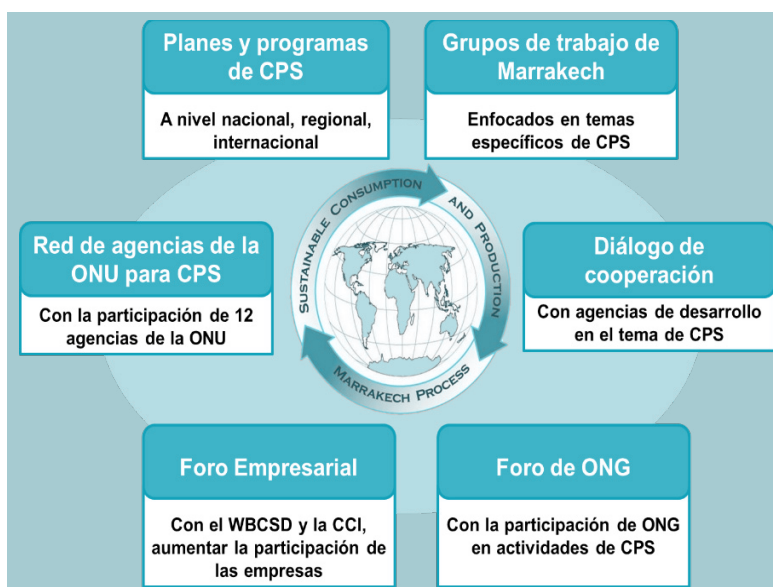 Planes y programas
de CPS
A nivel nacional, regional,
internacional
Grupos de trabajo de
Marrakech
Enfocados en temas
específicos de CPS
Red de agencias de la
ONU para CPS
Con la participación de 12
agencias de la ONU
SUSTAINABLE CONSUMPTION
AND PRODUCTION
MARRAKECH PROCESS
Diálogo de
cooperación
Con agencias de desarrollo
en el tema de CPS
Foro Empresarial
Con el WBCSD y la CCI,
aumentar la participación de
las empresas
Foro de ONG
Con la participación de ONG
en actividades de CPS